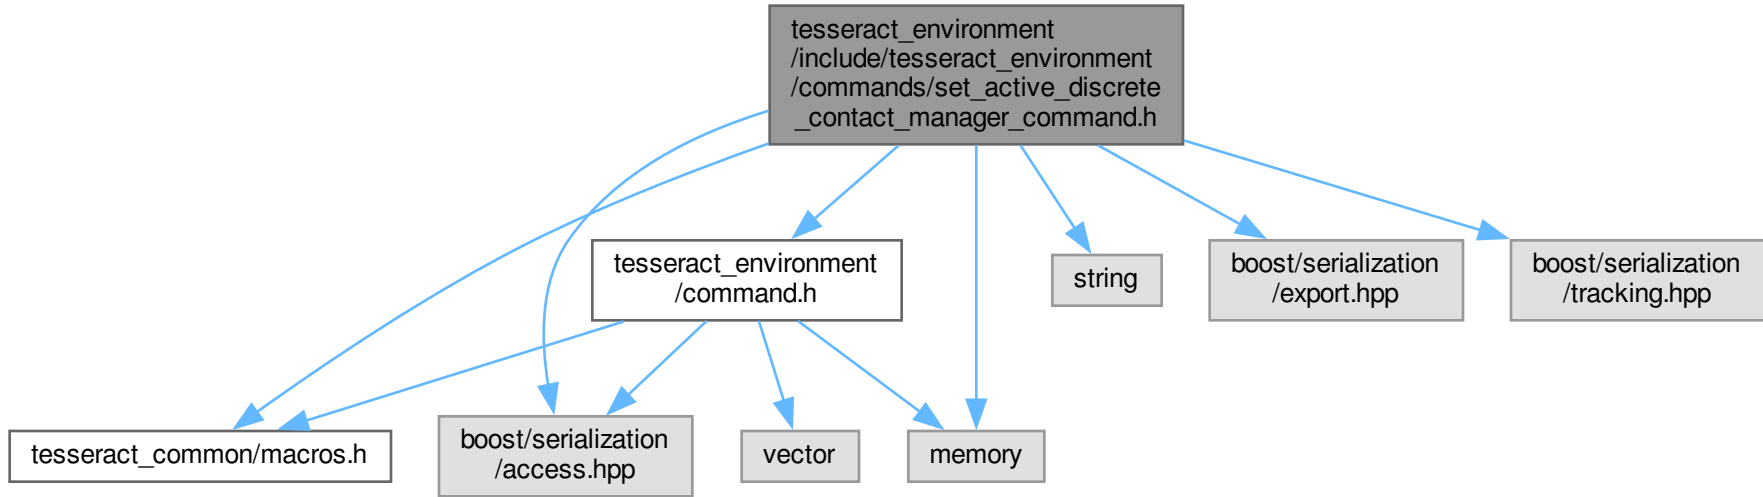 tesseract_environment
/include/tesseract_environment
/commands/set_active_discrete
_contact_manager_command.h
tesseract_environment
/command.h
string
boost/serialization
/export.hpp
boost/serialization
/tracking.hpp
tesseract_common/macros.h
boost/serialization
/access.hpp
vector
memory